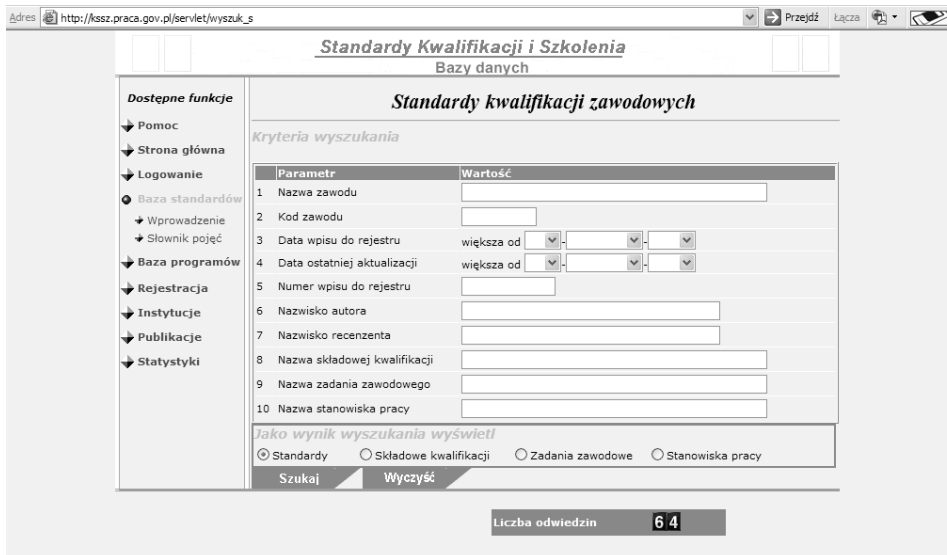 Adres http://kssz.praca.gov.pl/servlet/wyszuk_s Przejdź Łącza
Standardy Kwalifikacji i Szkolenia
Bazy danych
Dostępne funkcje
Pomoc
Strona główna
Logowanie
Baza standardów
Wprowadzenie
Słownik pojęć
Baza programów
Rejestracja
Instytucje
Publikacje
Statystyki
Standardy kwalifikacji zawodowych
Kryteria wyszukania
Parametr Wartość
1 Nazwa zawodu
2 Kod zawodu
3 Data wpisu do rejestru większa od - -
4 Data ostatniej aktualizacji większa od - -
5 Numer wpisu do rejestru
6 Nazwisko autora
7 Nazwisko recenzenta
8 Nazwa składowej kwalifikacji
9 Nazwa zadania zawodowego
10 Nazwa stanowiska pracy
Jako wynik wyszukania wyświetl
Standardy Składowe kwalifikacji Zadania zawodowe Stanowiska pracy
Szukaj Wyczyść
Liczba odwiedzin 64